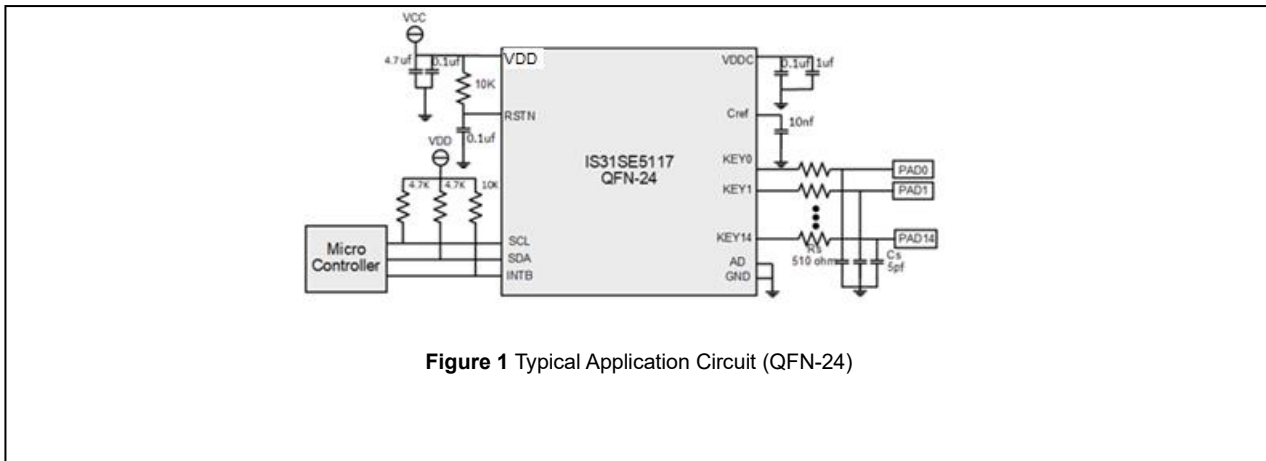 VCC
4.7uf
0.1uf
10K
VDD
RSTN
0.1uf
VDD
4.7K
4.7K
10K
Micro
Controller
SCL
SDA
INTB
IS31SE5117
QFN-24
VDDC
0.1uf
1uf
Cref
10nf
KEY0
PAD0
KEY1
PAD1
KEY14
PAD14
Rs
510 ohm
Cs
5pf
AD
GND
Figure 1 Typical Application Circuit (QFN-24)